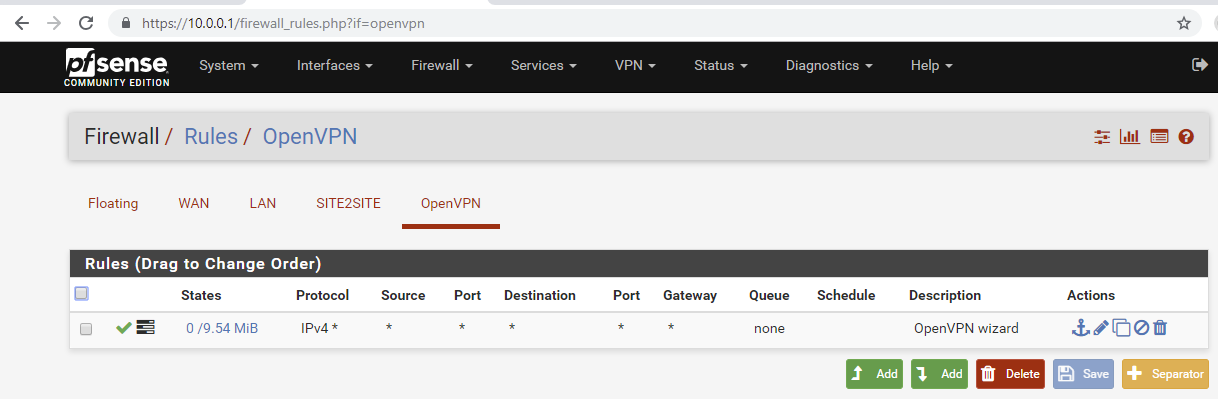 https://10.0.0.1/firewall_rules.php?if=openvpn
pfsense
COMMUNITY EDITION
System Interfaces Firewall Services VPN Status Diagnostics Help
Firewall / Rules / OpenVPN
Floating WAN LAN SITE2SITE OpenVPN
Rules (Drag to Change Order)
States Protocol Source Port Destination Port Gateway Queue Schedule Description Actions
0 /9.54 MiB IPv4 * * * * * * none OpenVPN wizard
Add Add Delete Save Separator